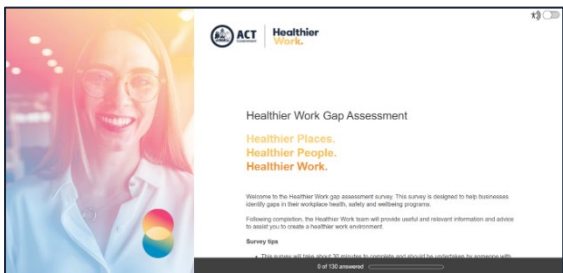 ACT
Government
Healthier
Work.
Healthier Work Gap Assessment
Healthier Places.
Healthier People.
Healthier Work.
Welcome to the Healthier Work gap assessment survey. This survey is designed to help businesses
identify gaps in their workplace health, safety and wellbeing programs.
Following completion, the Healthier Work team will provide useful and relevant information and advice
to assist you to create a healthier work environment.
Survey tips
• This survey will take about 30 minutes to complete and should be undertaken by someone with
0 of 130 answered